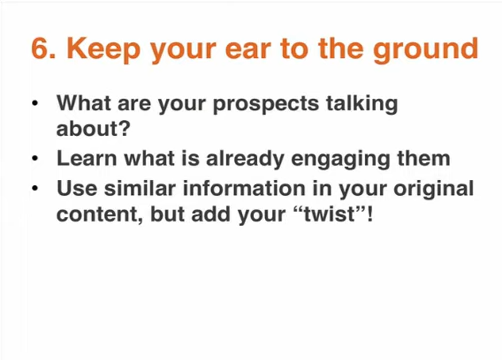 6. Keep your ear to the ground
• What are your prospects talking
about?
• Learn what is already engaging them
• Use similar information in your original
content, but add your “twist”!